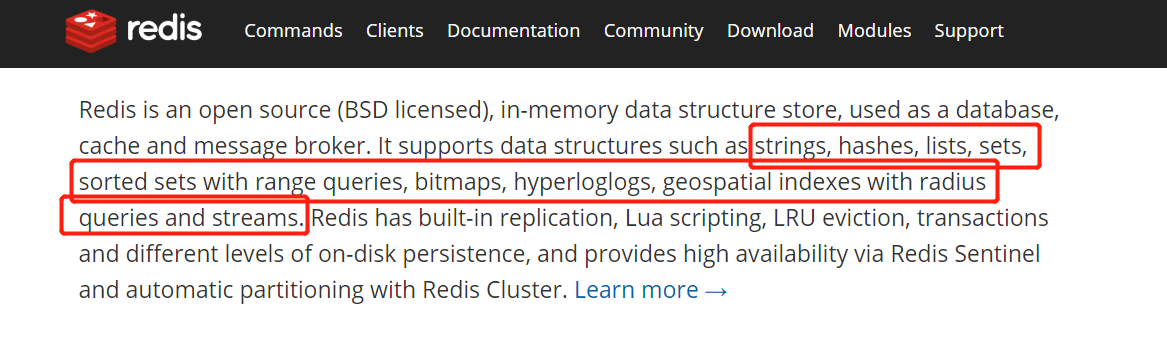 redis Commands Clients Documentation Community Download Modules Support
Redis is an open source (BSD licensed), in-memory data structure store, used as a database,
cache and message broker. It supports data structures such as strings, hashes, lists, sets,
sorted sets with range queries, bitmaps, hyperloglogs, geospatial indexes with radius
queries and streams. Redis has built-in replication, Lua scripting, LRU eviction, transactions
and different levels of on-disk persistence, and provides high availability via Redis Sentinel
and automatic partitioning with Redis Cluster. Learn more →